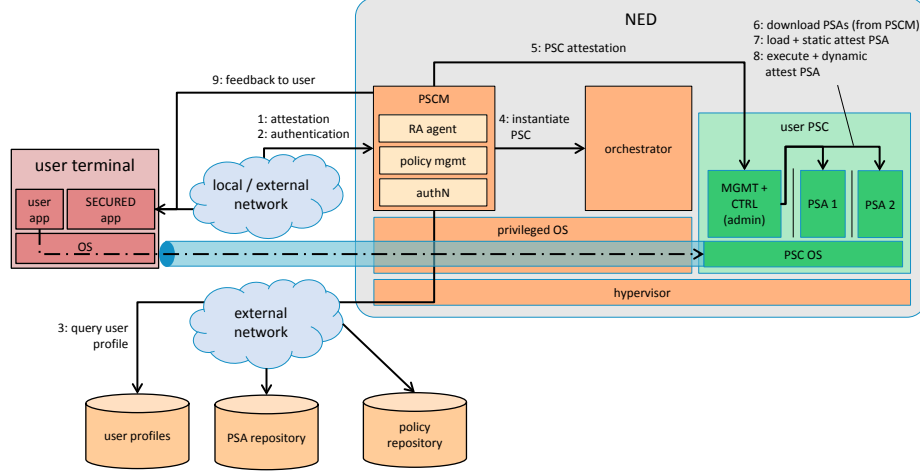 NED
6: download PSAs (from PSCM)
7: load + static attest PSA
8: execute + dynamic
attest PSA
5: PSC attestation
9: feedback to user
PSCM
1: attestation
2: authentication
4: instantiate
PSC
RA agent
policy mgmt
authN
orchestrator
user PSC
user terminal
user
app
SECURED
app
OS
local / external
network
MGMT +
CTRL
(admin)
PSA 1
PSA 2
privileged OS
PSC OS
hypervisor
3: query user
profile
external
network
user profiles
PSA repository
policy
repository